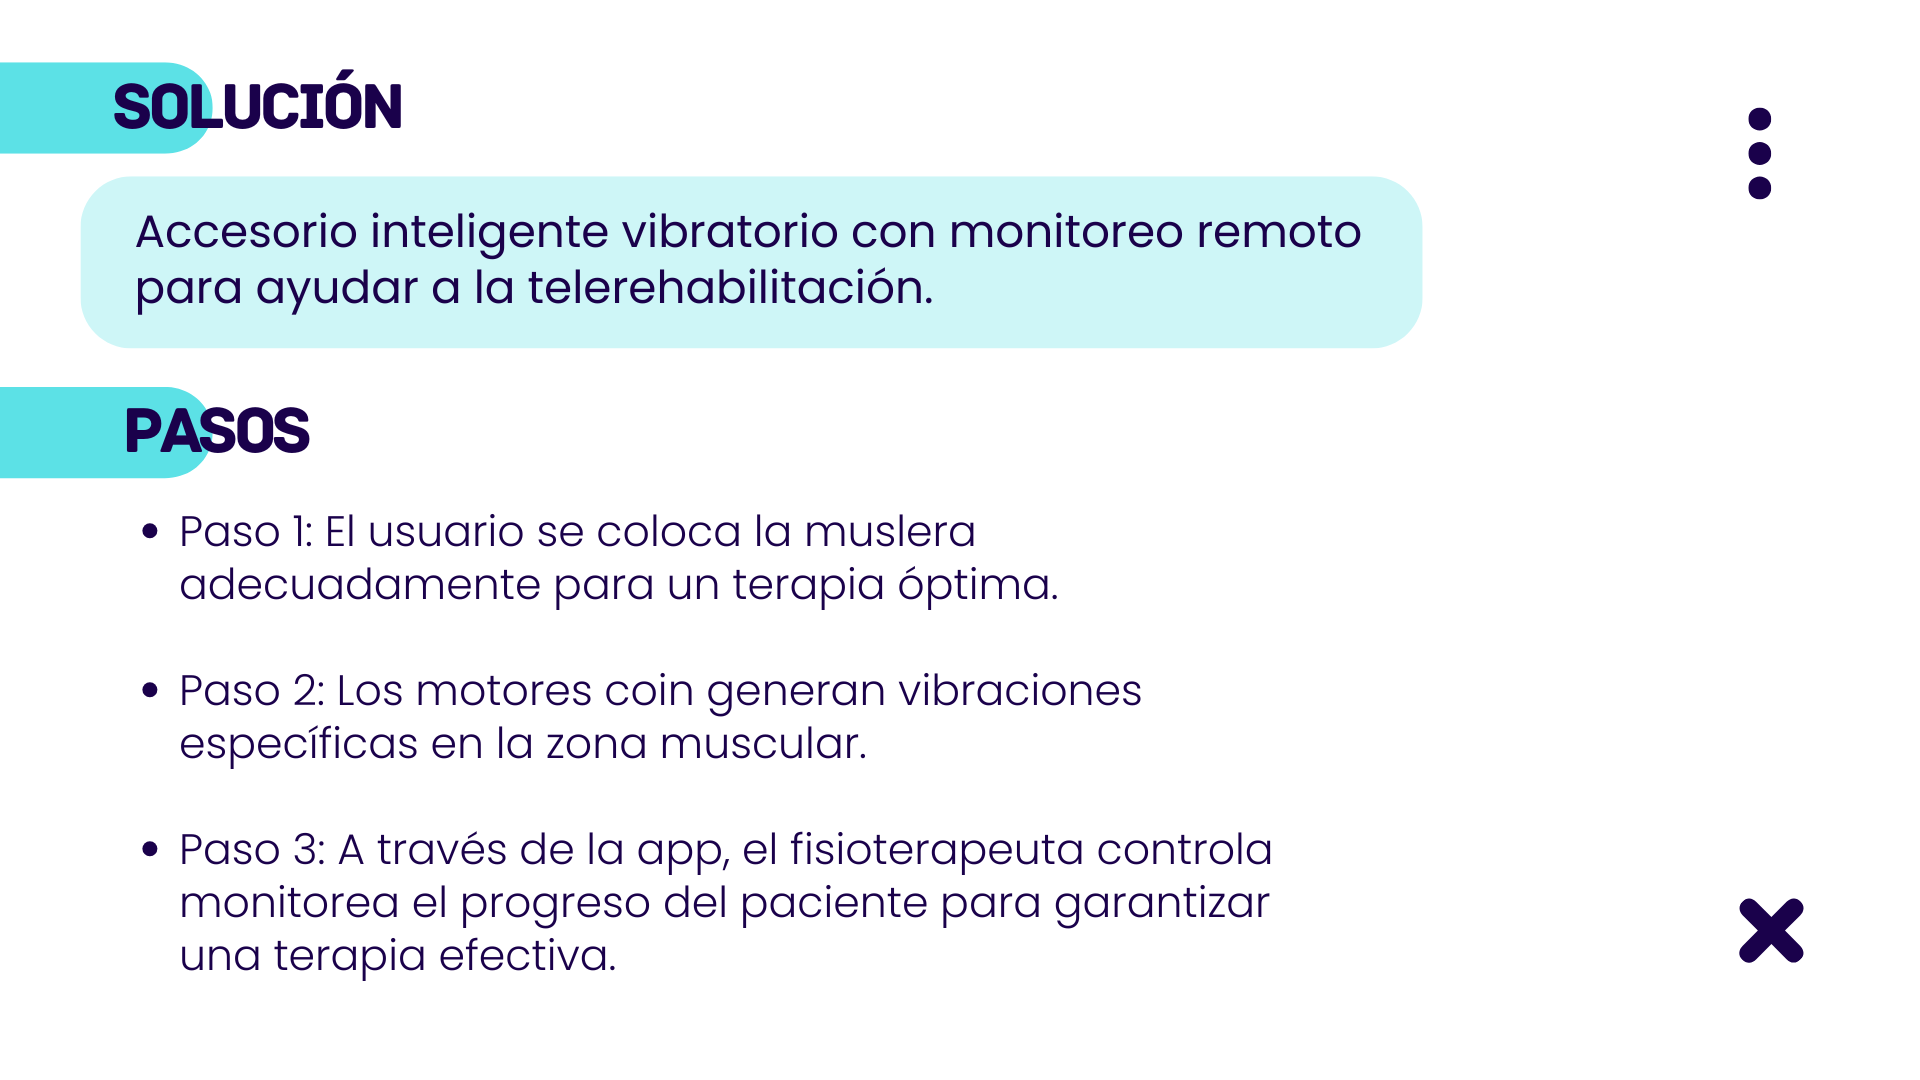 SOLUCIÓN
Accesorio inteligente vibratorio con monitoreo remoto
para ayudar a la telerehabilitación.
PASOS
• Paso 1: El usuario se coloca la muslera
adecuadamente para un terapia óptima.
• Paso 2: Los motores coin generan vibraciones
específicas en la zona muscular.
• Paso 3: A través de la app, el fisioterapeuta controla
monitorea el progreso del paciente para garantizar
una terapia efectiva.